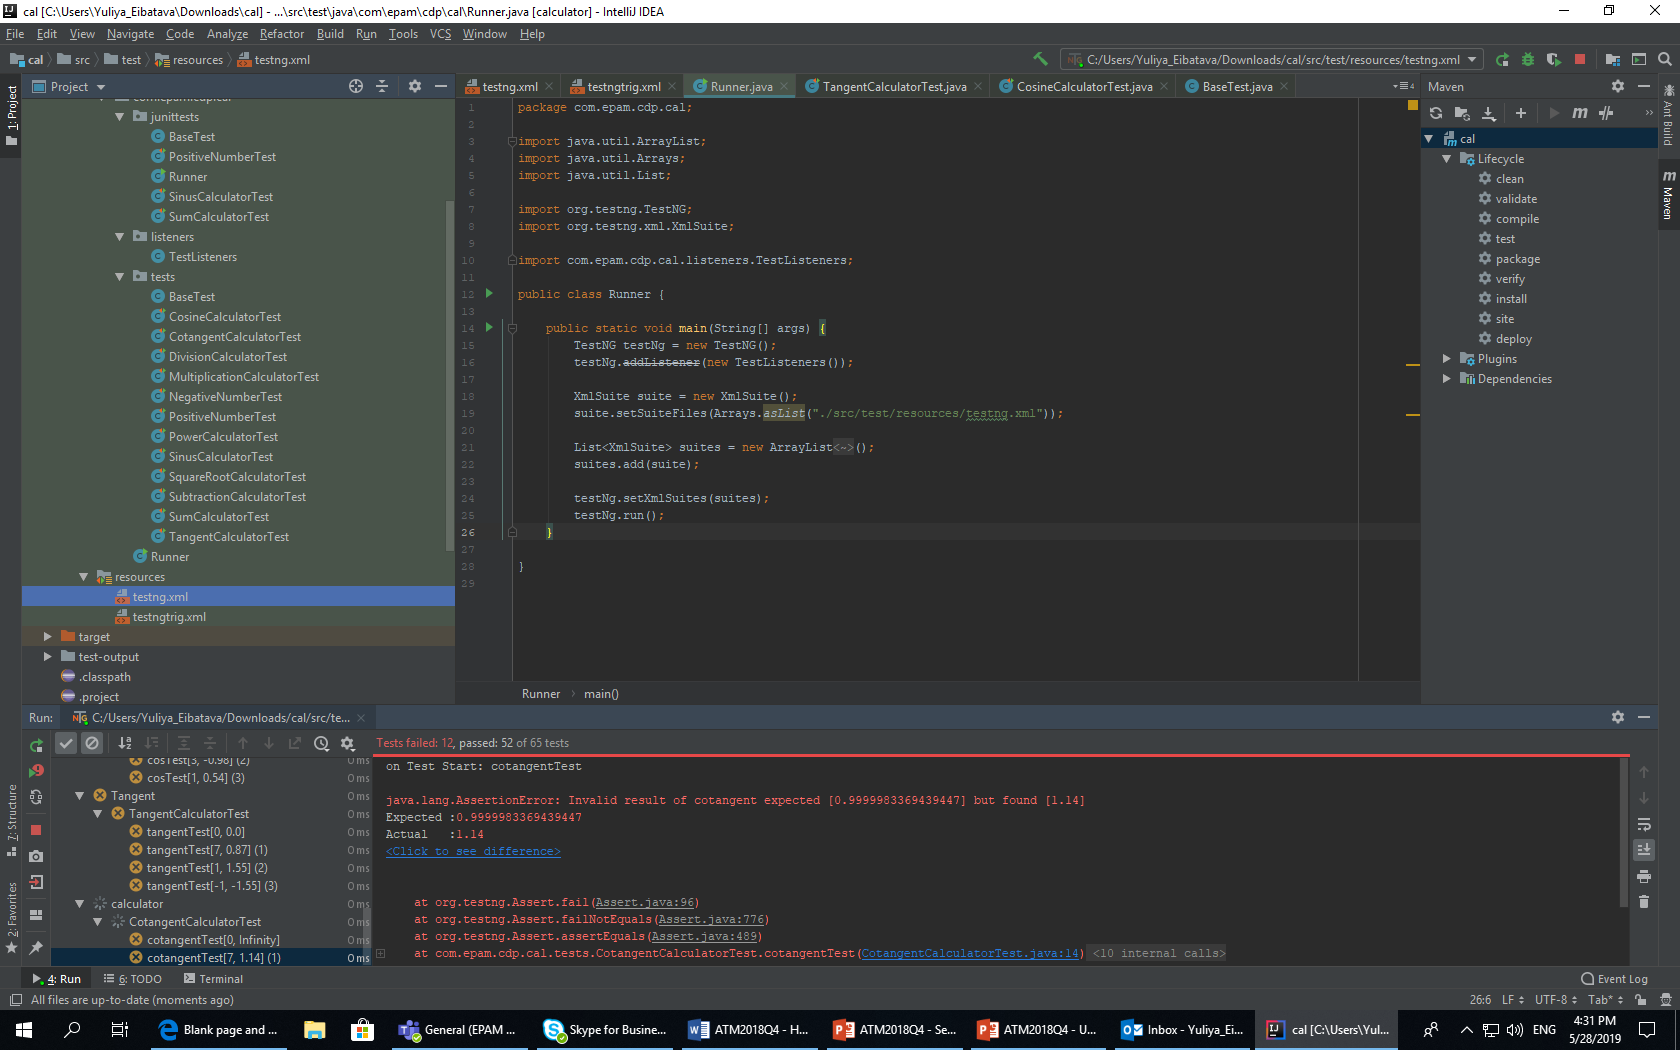 cal [C:\Users\Yuliya_Eibatava\Downloads\cal] - ...\src\test\java\com\epam\cdp\cal\Runner.java [calculator] - IntelliJ IDEA
File Edit View Navigate Code Analyze Refactor Build Run Tools VCS Window Help
cal src test resources testng.xml
C:/Users/Yuliya_Eibatava/Downloads/cal/src/test/resources/testng.xml
1: Project
Project
junittests
BaseTest
PositiveNumberTest
Runner
SinusCalculatorTest
SumCalculatorTest
listeners
TestListeners
tests
BaseTest
CosineCalculatorTest
CotangentCalculatorTest
DivisionCalculatorTest
MultiplicationCalculatorTest
NegativeNumberTest
PositiveNumberTest
PowerCalculatorTest
SinusCalculatorTest
SquareRootCalculatorTest
SubtractionCalculatorTest
SumCalculatorTest
TangentCalculatorTest
Runner
resources
testng.xml
testngtrig.xml
target
test-output
.classpath
.project
testng.xml testngtrig.xml Runner.java TangentCalculatorTest.java CosineCalculatorTest.java BaseTest.java
1 package com.epam.cdp.cal;
2
3 import java.util.ArrayList;
4 import java.util.Arrays;
5 import java.util.List;
6
7 import org.testng.TestNG;
8 import org.testng.xml.XmlSuite;
9
10 import com.epam.cdp.cal.listeners.TestListeners;
11
12 public class Runner {
13
14 public static void main(String[] args) {
15 TestNG testNg = new TestNG();
16 testNg.addListener(new TestListeners());
17
18 XmlSuite suite = new XmlSuite();
19 suite.setSuiteFiles(Arrays.asList("./src/test/resources/testng.xml"));
20
21 List<XmlSuite> suites = new ArrayList<~>();
22 suites.add(suite);
23
24 testNg.setXmlSuites(suites);
25 testNg.run();
26 }
27
28 }
29
Runner main()
Maven
cal
Lifecycle
clean
validate
compile
test
package
verify
install
site
deploy
Plugins
Dependencies
Ant Build
Maven
Run: C:/Users/Yuliya_Eibatava/Downloads/cal/src/te...
Tests failed: 12, passed: 52 of 65 tests
cosTest[3, -0.98] (2) 0 ms
cosTest[1, 0.54] (3) 0 ms
Tangent 0 ms
TangentCalculatorTest 0 ms
tangentTest[0, 0.0] 0 ms
tangentTest[7, 0.87] (1) 0 ms
tangentTest[1, 1.55] (2) 0 ms
tangentTest[-1, -1.55] (3) 0 ms
calculator 0 ms
CotangentCalculatorTest 0 ms
cotangentTest[0, Infinity] 0 ms
cotangentTest[7, 1.14] (1) 0 ms
on Test Start: cotangentTest
java.lang.AssertionError: Invalid result of cotangent expected [0.9999983369439447] but found [1.14]
Expected :0.9999983369439447
Actual :1.14
<Click to see difference>
at org.testng.Assert.fail(Assert.java:96)
at org.testng.Assert.failNotEquals(Assert.java:776)
at org.testng.Assert.assertEquals(Assert.java:489)
at com.epam.cdp.cal.tests.CotangentCalculatorTest.cotangentTest(CotangentCalculatorTest.java:14) <10 internal calls>
7: Structure
2: Favorites
4: Run 6: TODO Terminal Event Log
All files are up-to-date (moments ago) 26:6 LF UTF-8 Tab*
Blank page and ... General (EPAM ... Skype for Busine... ATM2018Q4 - H... ATM2018Q4 - Se... ATM2018Q4 - U... Inbox - Yuliya_Ei... cal [C:\Users\Yul... ENG 4:31 PM
5/28/2019